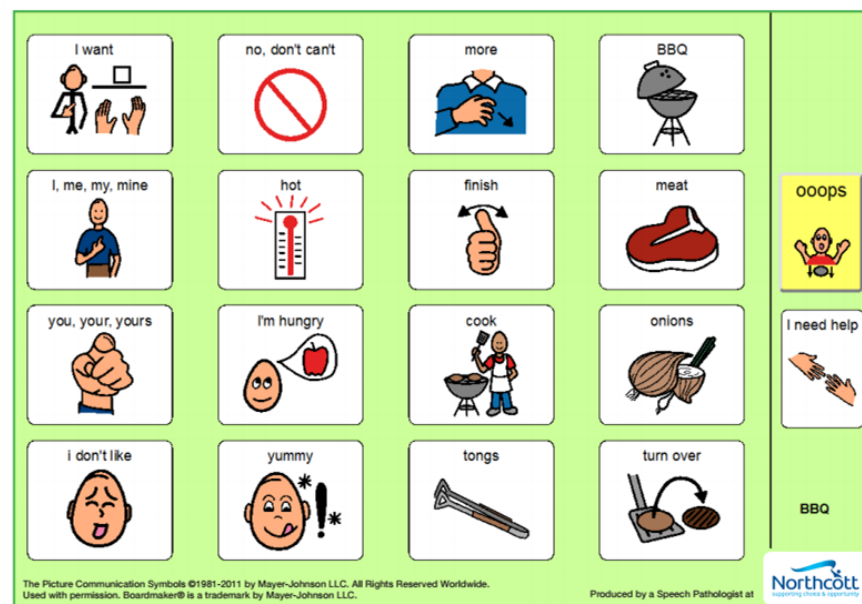 I want
no, don't can't
more
BBQ
I, me, my, mine
hot
finish
meat
ooops
you, your, yours
I'm hungry
cook
onions
I need help
i don't like
yummy
tongs
turn over
BBQ
The Picture Communication Symbols ©1981-2011 by Mayer-Johnson LLC. All Rights Reserved Worldwide.
Used with permission. Boardmaker® is a trademark by Mayer-Johnson LLC.
Produced by a Speech Pathologist at
Northcott
supporting choice & opportunity